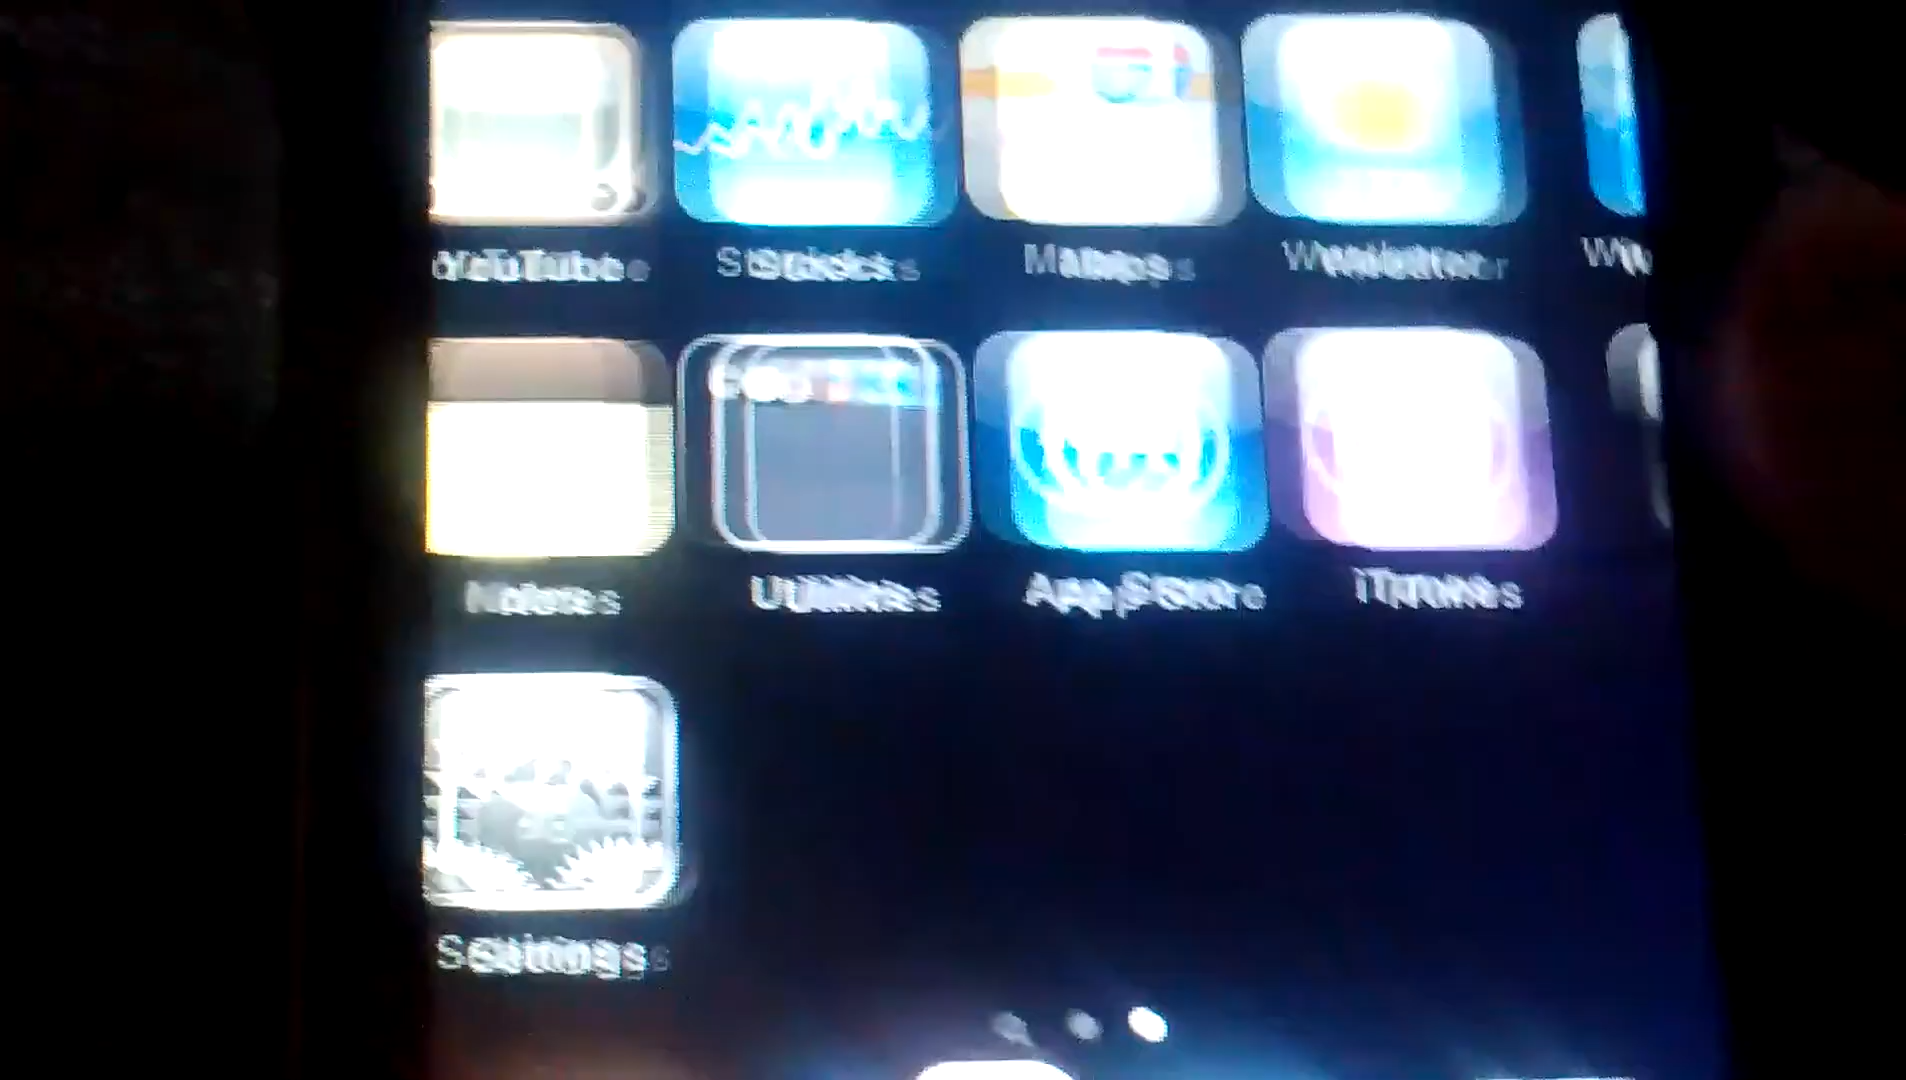 YouTube Stocks Maps Weather
Notes Utilities App Store iTunes
Settings